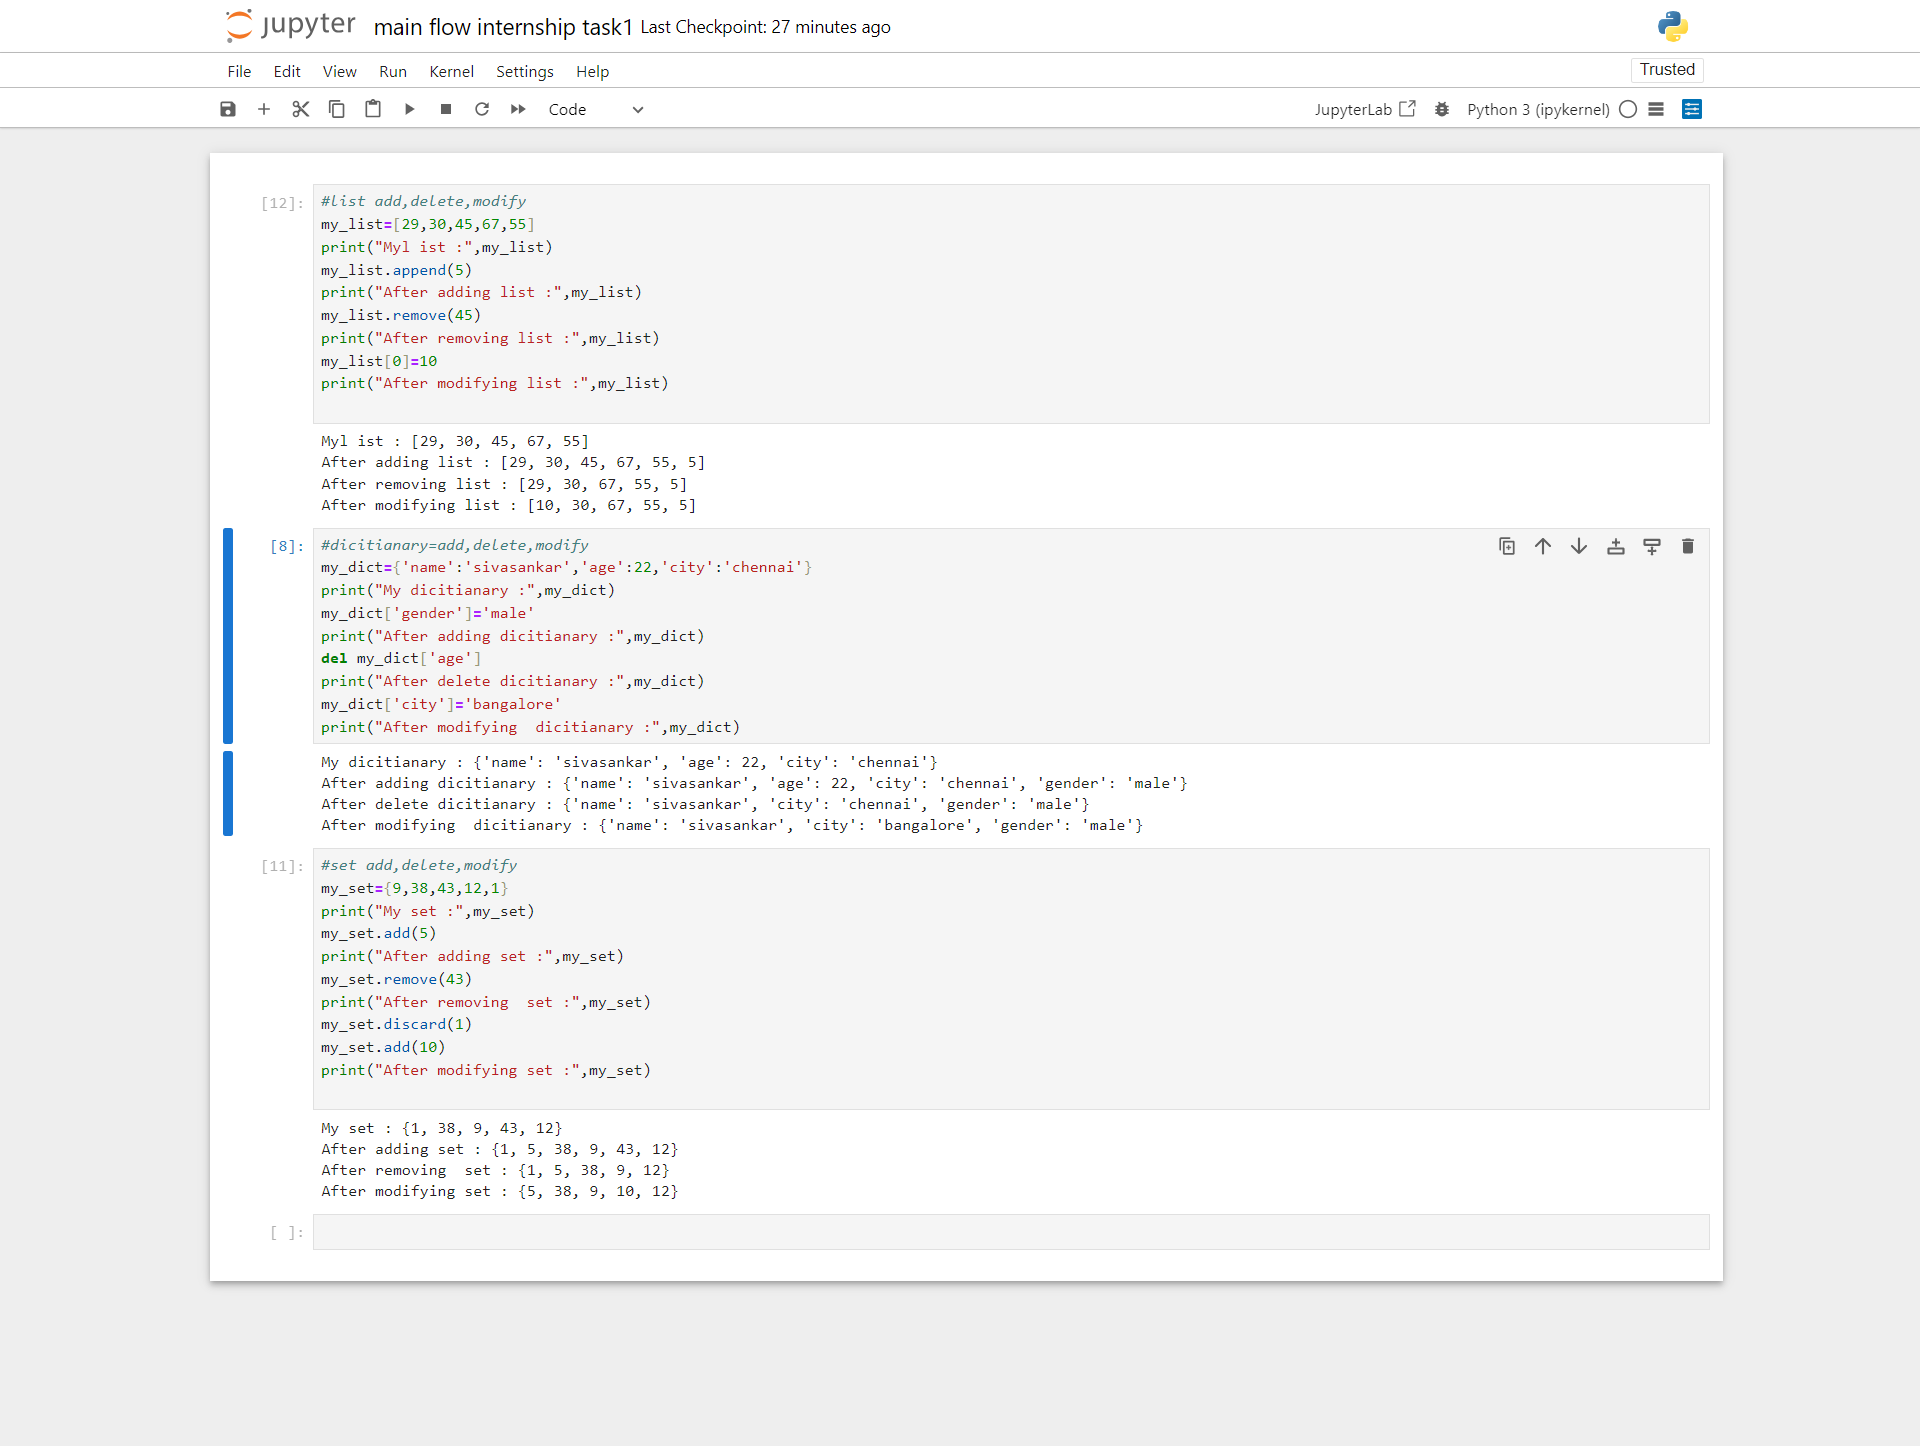 jupyter main flow internship task1 Last Checkpoint: 27 minutes ago
File Edit View Run Kernel Settings Help Trusted
Code JupyterLab Python 3 (ipykernel)
[12]: #list add,delete,modify
my_list=[29,30,45,67,55]
print("Myl ist :",my_list)
my_list.append(5)
print("After adding list :",my_list)
my_list.remove(45)
print("After removing list :",my_list)
my_list[0]=10
print("After modifying list :",my_list)
Myl ist : [29, 30, 45, 67, 55]
After adding list : [29, 30, 45, 67, 55, 5]
After removing list : [29, 30, 67, 55, 5]
After modifying list : [10, 30, 67, 55, 5]
[8]: #dicitianary=add,delete,modify
my_dict={'name':'sivasankar','age':22,'city':'chennai'}
print("My dicitianary :",my_dict)
my_dict['gender']='male'
print("After adding dicitianary :",my_dict)
del my_dict['age']
print("After delete dicitianary :",my_dict)
my_dict['city']='bangalore'
print("After modifying  dicitianary :",my_dict)
My dicitianary : {'name': 'sivasankar', 'age': 22, 'city': 'chennai'}
After adding dicitianary : {'name': 'sivasankar', 'age': 22, 'city': 'chennai', 'gender': 'male'}
After delete dicitianary : {'name': 'sivasankar', 'city': 'chennai', 'gender': 'male'}
After modifying  dicitianary : {'name': 'sivasankar', 'city': 'bangalore', 'gender': 'male'}
[11]: #set add,delete,modify
my_set={9,38,43,12,1}
print("My set :",my_set)
my_set.add(5)
print("After adding set :",my_set)
my_set.remove(43)
print("After removing  set :",my_set)
my_set.discard(1)
my_set.add(10)
print("After modifying set :",my_set)
My set : {1, 38, 9, 43, 12}
After adding set : {1, 5, 38, 9, 43, 12}
After removing  set : {1, 5, 38, 9, 12}
After modifying set : {5, 38, 9, 10, 12}
[ ]: